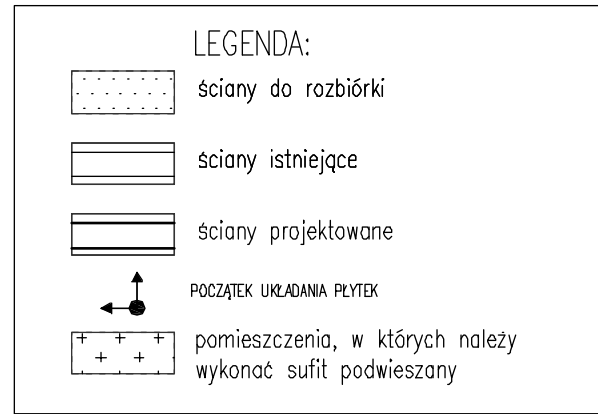 LEGENDA:
ściany do rozbiórki
ściany istniejące
ściany projektowane
POCZĄTEK UKŁADANIA PŁYTEK
pomieszczenia, w których należy
wykonać sufit podwieszany